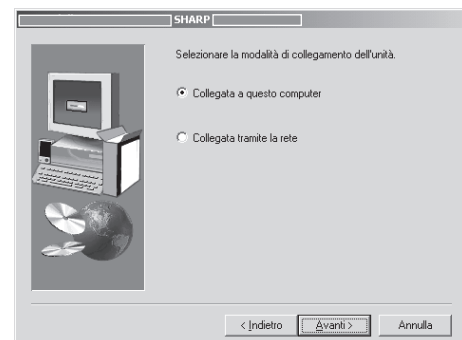 SHARP
Selezionare la modalità di collegamento dell'unità.
Collegata a questo computer
Collegata tramite la rete
< Indietro
Avanti >
Annulla